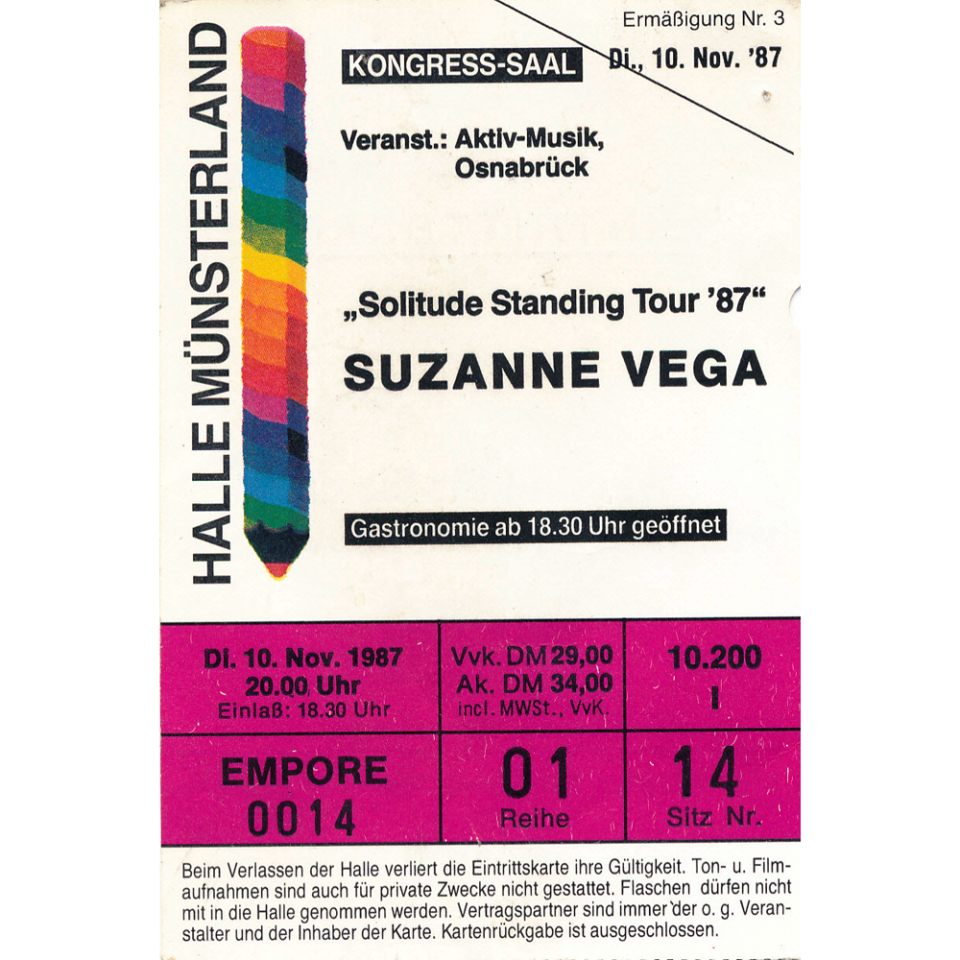 HALLE MÜNSTERLAND
Ermäßigung Nr. 3
KONGRESS-SAAL
Di., 10. Nov. '87
Veranst.: Aktiv-Musik,
Osnabrück
„Solitude Standing Tour '87“
SUZANNE VEGA
Gastronomie ab 18.30 Uhr geöffnet
Di. 10. Nov. 1987
20.00 Uhr
Einlaß: 18.30 Uhr
Vvk. DM 29,00
Ak. DM 34,00
incl. MWSt., VvK.
10.200
I
EMPORE
0014
01
Reihe
14
Sitz Nr.
Beim Verlassen der Halle verliert die Eintrittskarte ihre Gültigkeit. Ton- u. Film-
aufnahmen sind auch für private Zwecke nicht gestattet. Flaschen dürfen nicht
mit in die Halle genommen werden. Vertragspartner sind immer der o. g. Veran-
stalter und der Inhaber der Karte. Kartenrückgabe ist ausgeschlossen.